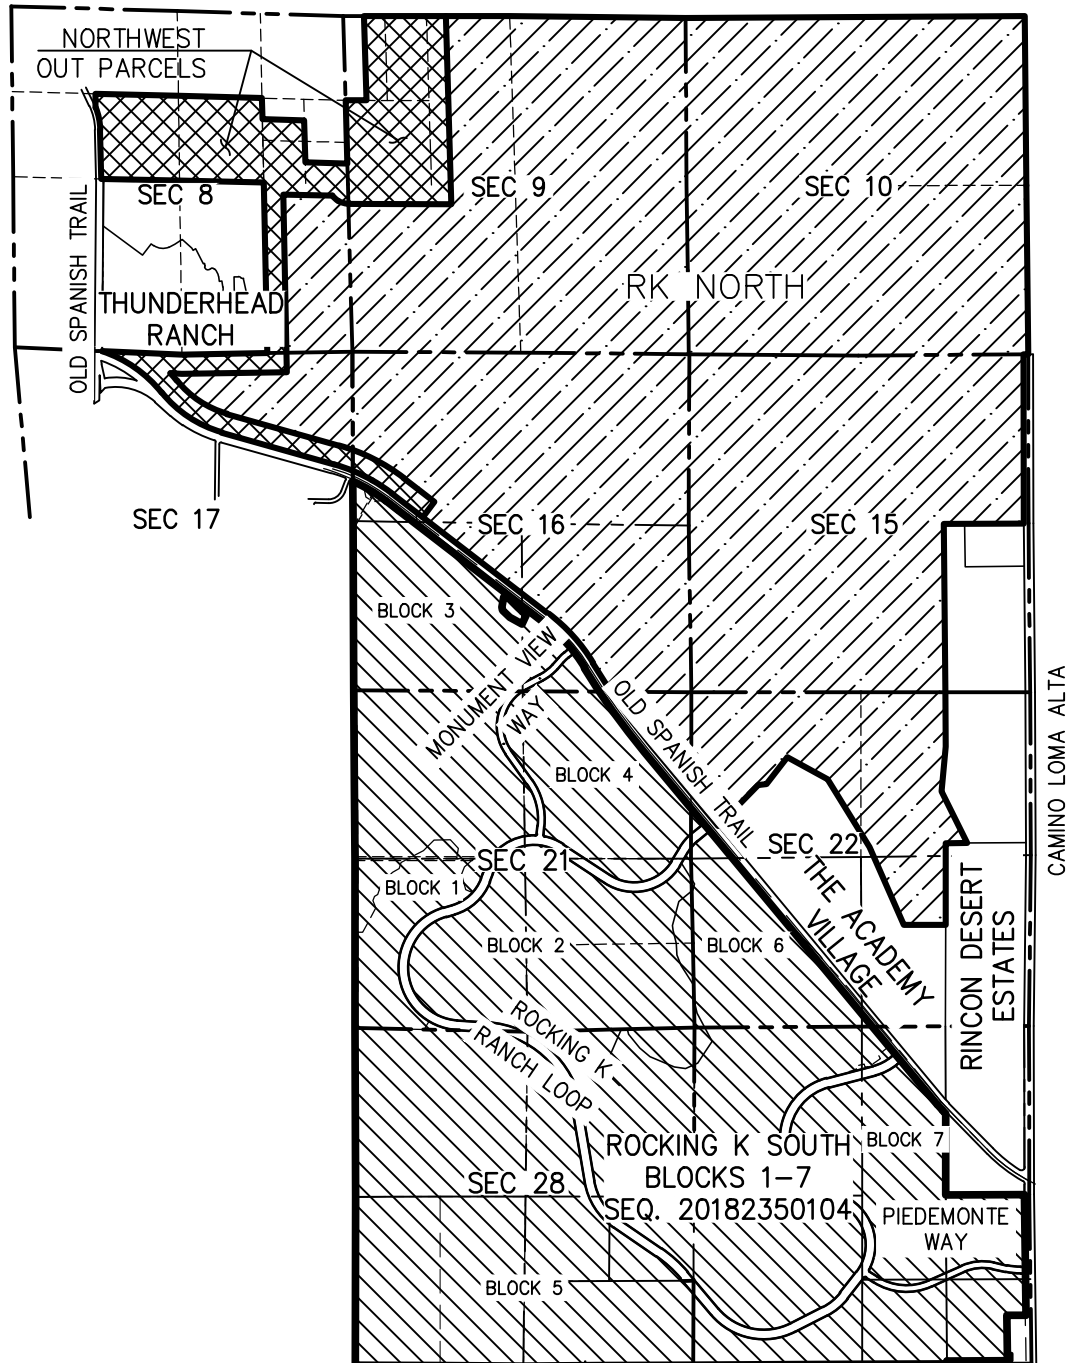 NORTHWEST
OUT PARCELS
SEC 8
SEC 9
SEC 10
OLD SPANISH TRAIL
THUNDERHEAD
RANCH
RK NORTH
SEC 17
SEC 16
SEC 15
BLOCK 3
MONUMENT VIEW
WAY
OLD SPANISH TRAIL
CAMINO LOMA ALTA
BLOCK 4
SEC 21
SEC 22
BLOCK 1
BLOCK 2
BLOCK 6
THE ACADEMY
VILLAGE
RINCON DESERT
ESTATES
ROCKING K
RANCH LOOP
ROCKING K SOUTH
BLOCKS 1-7
SEQ. 20182350104
BLOCK 7
SEC 28
PIEDEMONTE
WAY
BLOCK 5